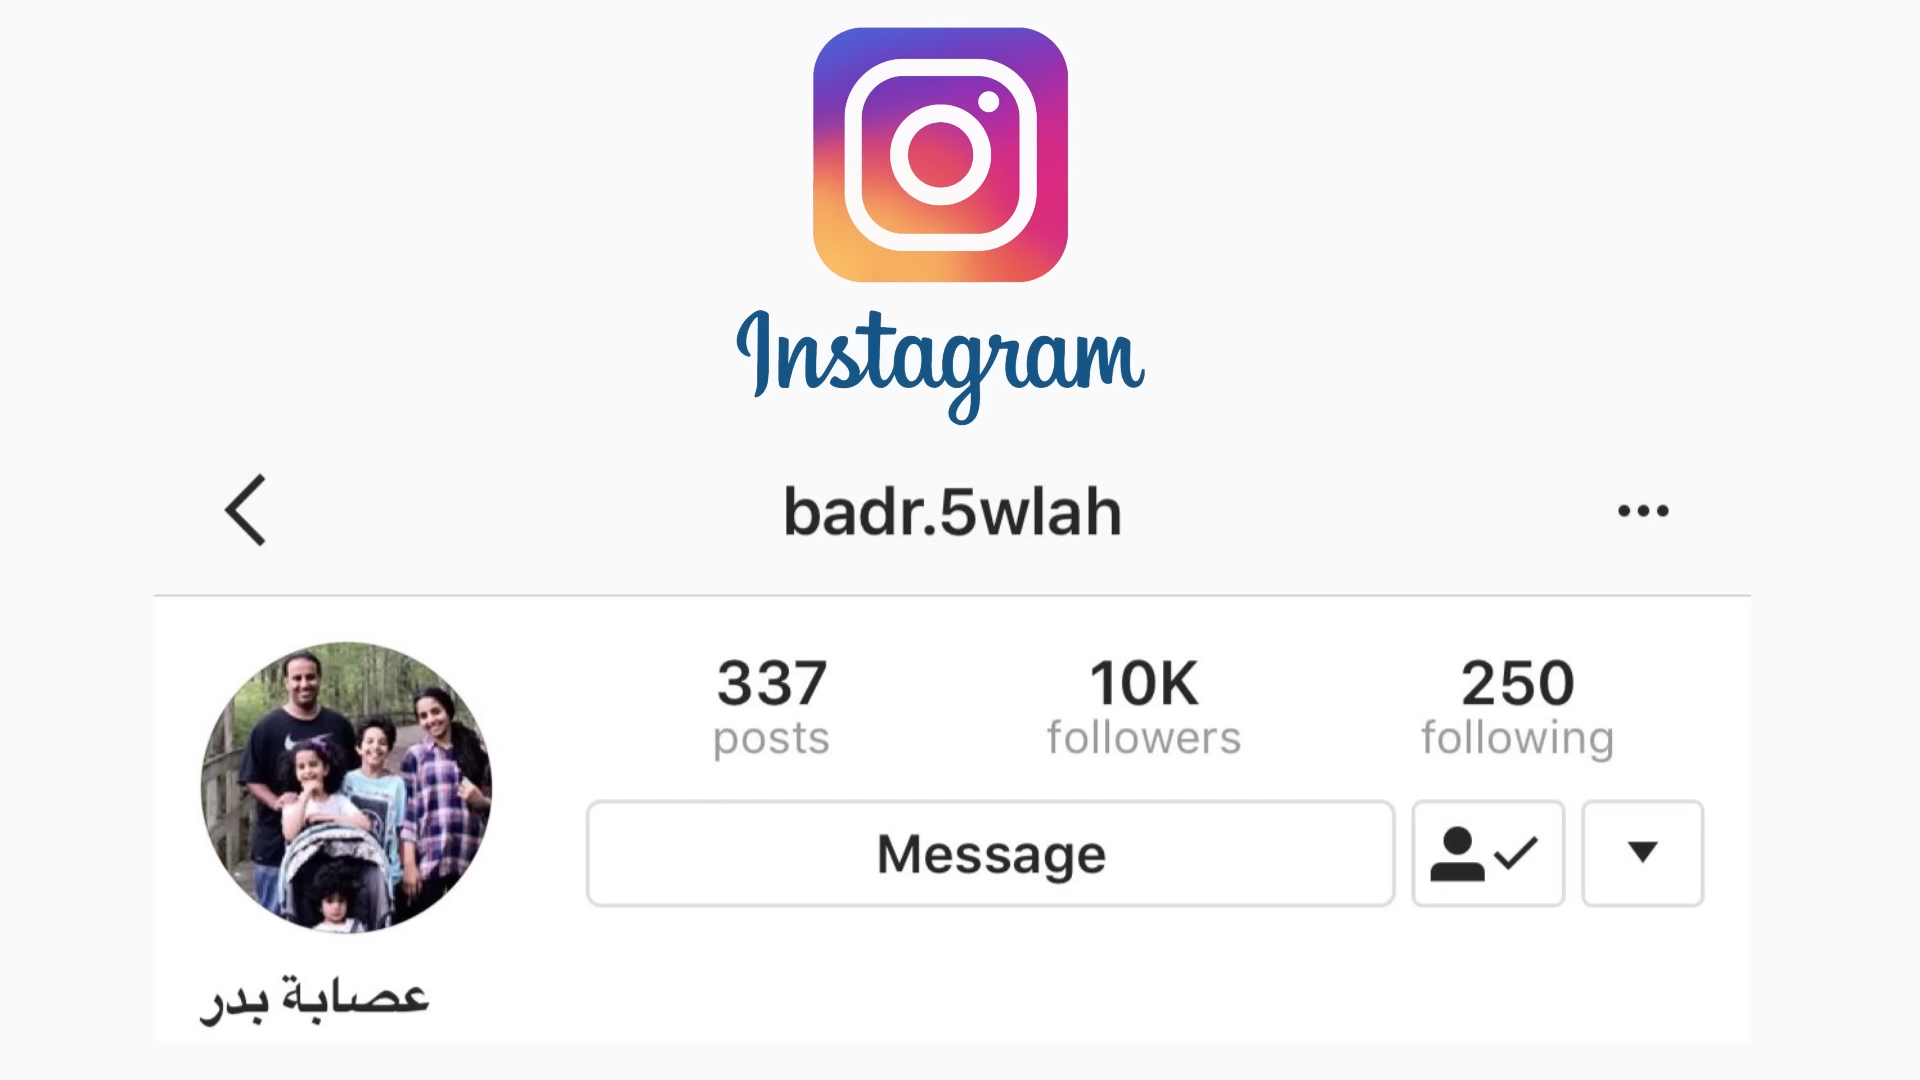 Instagram
badr.5wlah
337 10K 250
posts followers following
Message
عصابة بدر